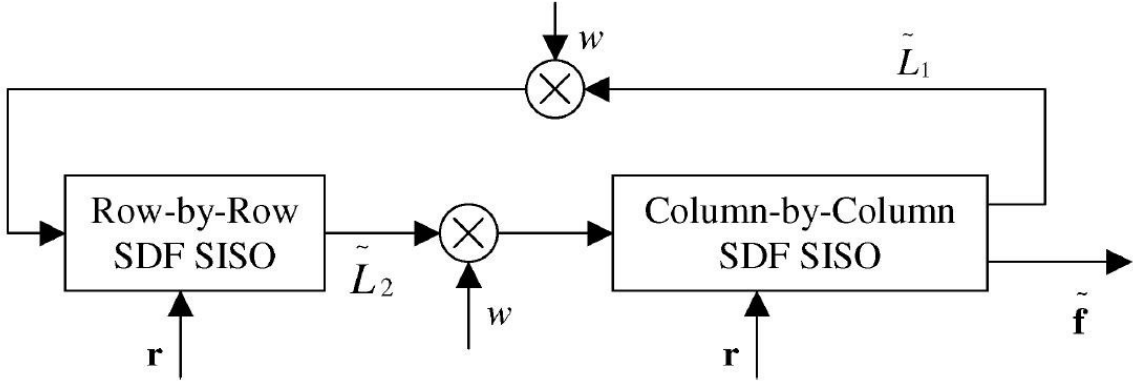 w
L̃₁
Row-by-Row
SDF SISO
L̃₂
w
Column-by-Column
SDF SISO
r
r
f̃